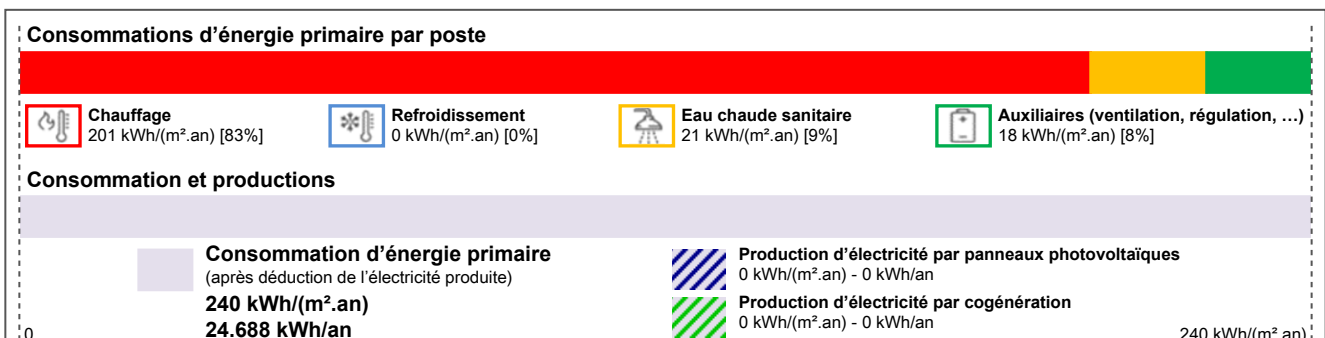 Consommations d'énergie primaire par poste
Chauffage
201 kWh/(m².an) [83%]
Refroidissement
0 kWh/(m².an) [0%]
Eau chaude sanitaire
21 kWh/(m².an) [9%]
Auxiliaires (ventilation, régulation, …)
18 kWh/(m².an) [8%]
Consommation et productions
Consommation d'énergie primaire
(après déduction de l'électricité produite)
240 kWh/(m².an)
24.688 kWh/an
Production d'électricité par panneaux photovoltaïques
0 kWh/(m².an) - 0 kWh/an
Production d'électricité par cogénération
0 kWh/(m².an) - 0 kWh/an
0
240 kWh/(m².an)